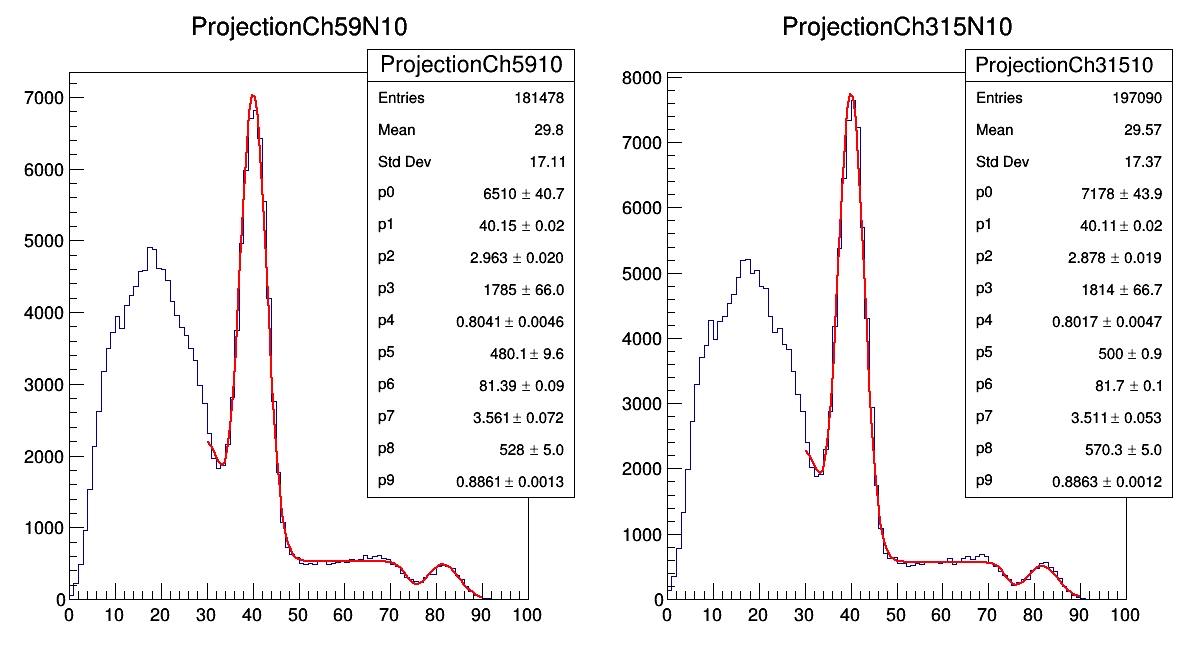 ProjectionCh59N10
ProjectionCh5910
Entries 181478
Mean 29.8
Std Dev 17.11
p0 6510 ± 40.7
p1 40.15 ± 0.02
p2 2.963 ± 0.020
p3 1785 ± 66.0
p4 0.8041 ± 0.0046
p5 480.1 ± 9.6
p6 81.39 ± 0.09
p7 3.561 ± 0.072
p8 528 ± 5.0
p9 0.8861 ± 0.0013
7000
6000
5000
4000
3000
2000
1000
0
0 10 20 30 40 50 60 70 80 90 100
ProjectionCh315N10
ProjectionCh31510
Entries 197090
Mean 29.57
Std Dev 17.37
p0 7178 ± 43.9
p1 40.11 ± 0.02
p2 2.878 ± 0.019
p3 1814 ± 66.7
p4 0.8017 ± 0.0047
p5 500 ± 0.9
p6 81.7 ± 0.1
p7 3.511 ± 0.053
p8 570.3 ± 5.0
p9 0.8863 ± 0.0012
8000
7000
6000
5000
4000
3000
2000
1000
0
0 10 20 30 40 50 60 70 80 90 100